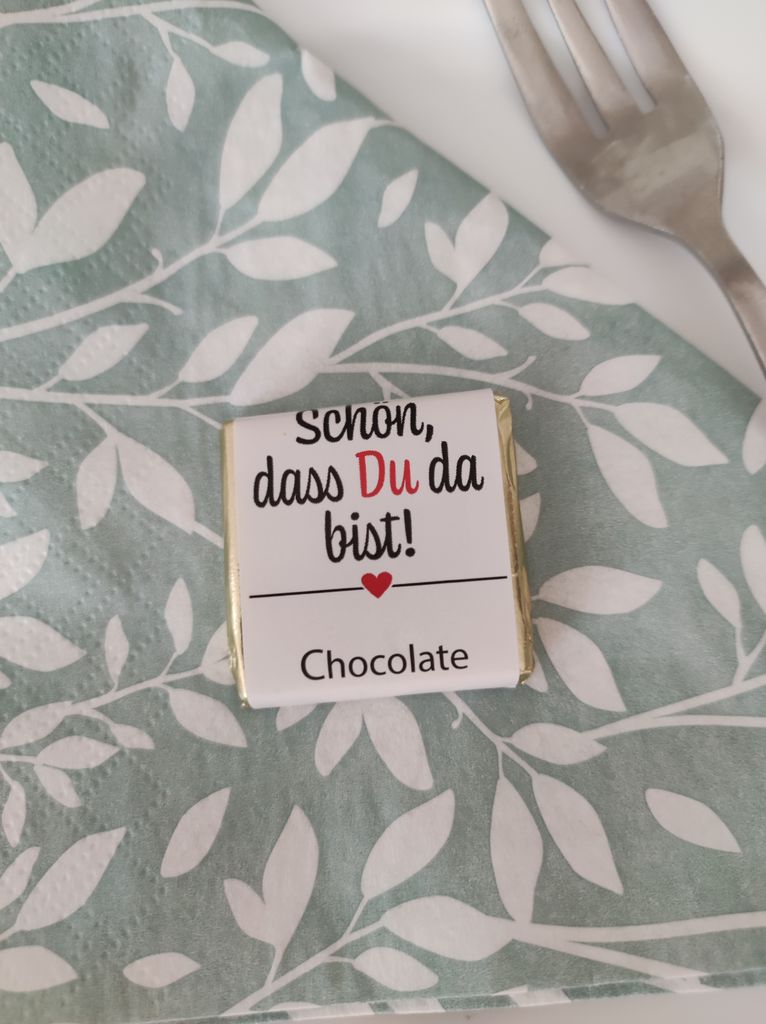 Schön,
dass Du da
bist!
Chocolate